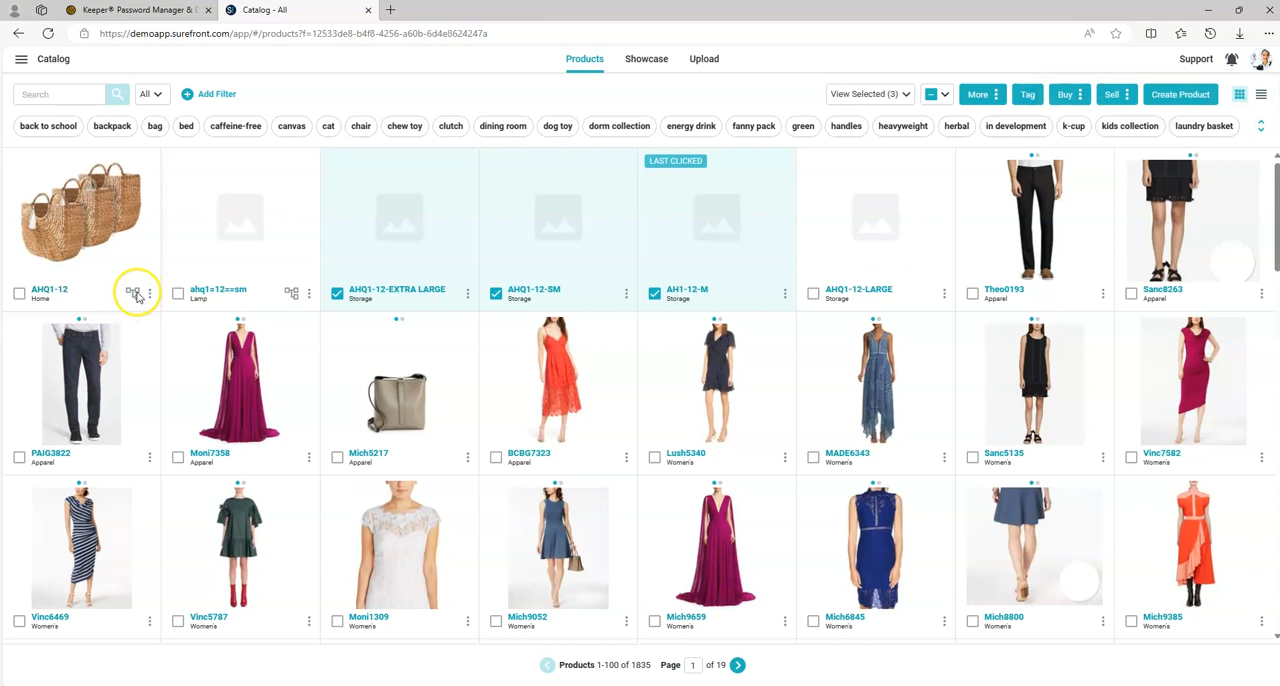 Keeper® Password Manager & D
Catalog - All
https://demoapp.surefront.com/app/#/products?f=12533de8-b4f8-4256-a60b-6d4e8624247a
Catalog
Products Showcase Upload
Support
Search All Add Filter View Selected (3) More Tag Buy Sell Create Product
back to school backpack bag bed caffeine-free canvas cat chair chew toy clutch dining room dog toy dorm collection energy drink fanny pack green handles heavyweight herbal in development k-cup kids collection laundry basket
LAST CLICKED
AHQ1-12 ahq1=12==sm AHQ1-12-EXTRA LARGE AHQ1-12-SM AH1-12-M AHQ1-12-LARGE Theo0193 Sanc8263
Home Lamp Storage Storage Storage Storage Apparel Apparel
PAIG3822 Moni7358 Mich5217 BCBG7323 Lush5340 MADE6343 Sanc5135 Vinc7582
Apparel Apparel Apparel Apparel Women's Women's Women's Women's
Vinc6469 Vinc5787 Moni1309 Mich9052 Mich9659 Mich6845 Mich8800 Mich9385
Women's Women's Women's Women's Women's Women's Women's Women's
Products 1-100 of 1835 Page 1 of 19